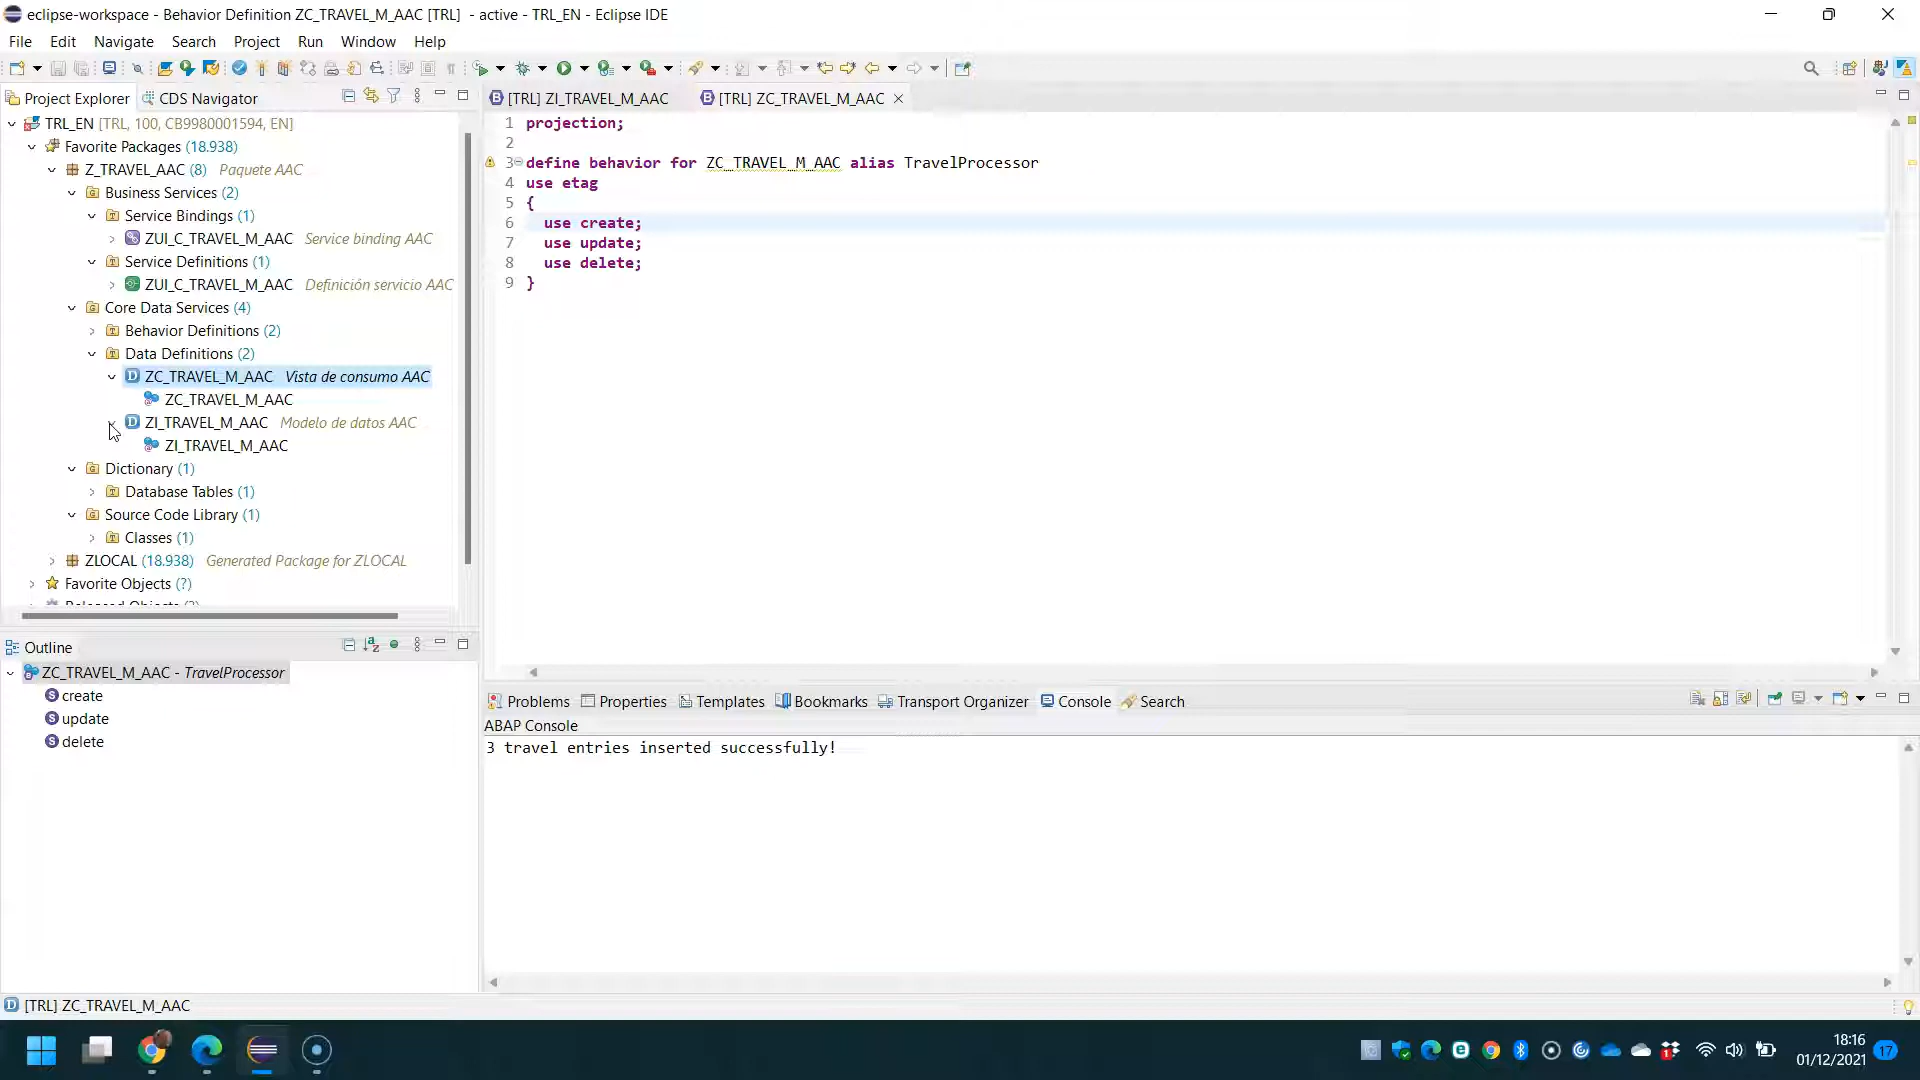 eclipse-workspace - Behavior Definition ZC_TRAVEL_M_AAC [TRL] - active - TRL_EN - Eclipse IDE
File Edit Navigate Search Project Run Window Help
Project Explorer CDS Navigator
TRL_EN [TRL, 100, CB9980001594, EN]
Favorite Packages (18.938)
Z_TRAVEL_AAC (8) Paquete AAC
Business Services (2)
Service Bindings (1)
ZUI_C_TRAVEL_M_AAC Service binding AAC
Service Definitions (1)
ZUI_C_TRAVEL_M_AAC Definición servicio AAC
Core Data Services (4)
Behavior Definitions (2)
Data Definitions (2)
ZC_TRAVEL_M_AAC Vista de consumo AAC
ZC_TRAVEL_M_AAC
ZI_TRAVEL_M_AAC Modelo de datos AAC
ZI_TRAVEL_M_AAC
Dictionary (1)
Database Tables (1)
Source Code Library (1)
Classes (1)
ZLOCAL (18.938) Generated Package for ZLOCAL
Favorite Objects (?)
[TRL] ZI_TRAVEL_M_AAC [TRL] ZC_TRAVEL_M_AAC
1 projection;
2
3 define behavior for ZC_TRAVEL_M_AAC alias TravelProcessor
4 use etag
5 {
6 use create;
7 use update;
8 use delete;
9 }
Outline
ZC_TRAVEL_M_AAC - TravelProcessor
create
update
delete
Problems Properties Templates Bookmarks Transport Organizer Console Search
ABAP Console
3 travel entries inserted successfully!
[TRL] ZC_TRAVEL_M_AAC
18:16
01/12/2021
17